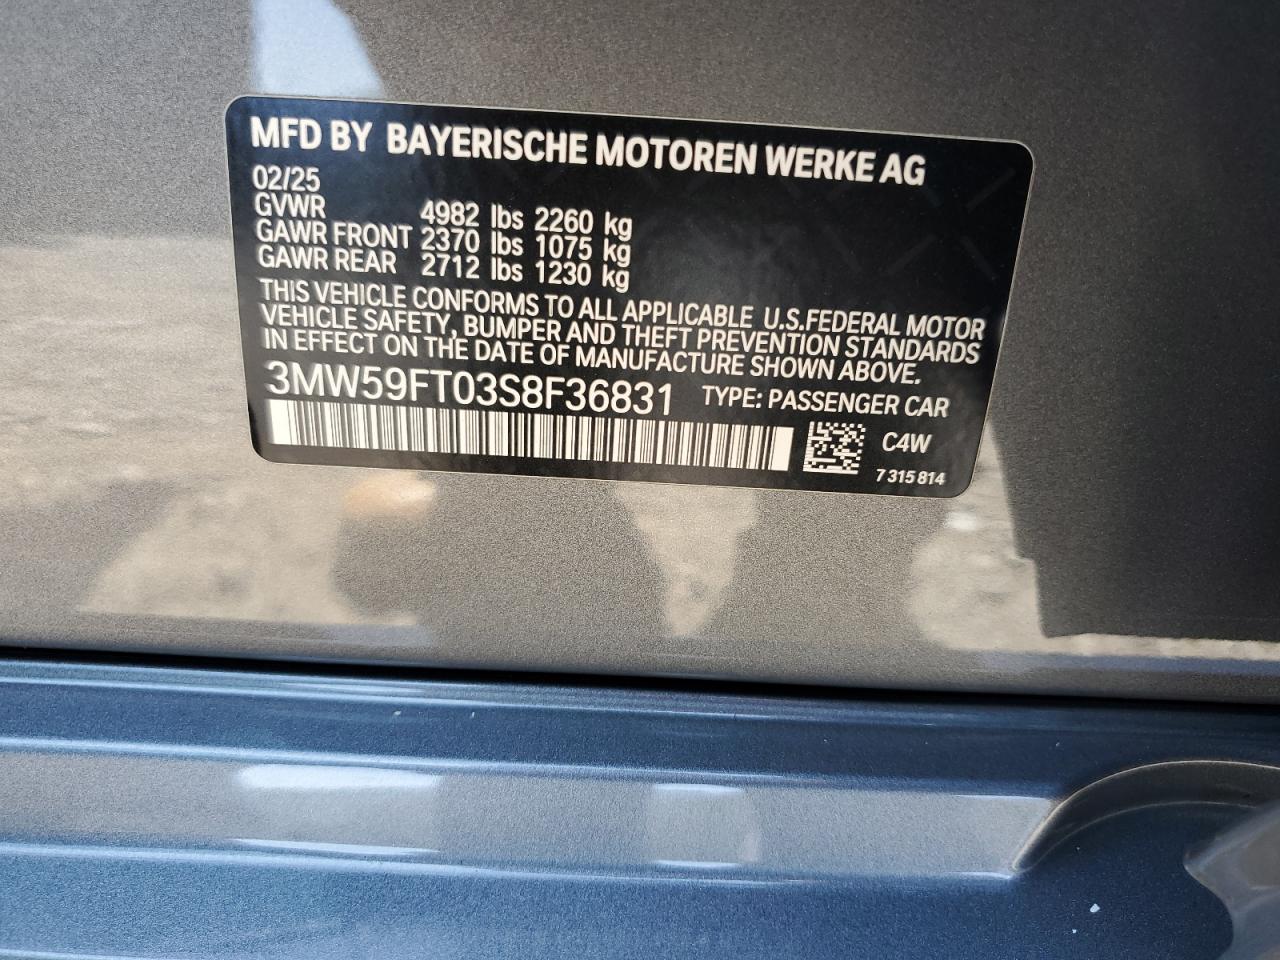 MFD BY BAYERISCHE MOTOREN WERKE AG
02/25
GVWR 4982 lbs 2260 kg
GAWR FRONT 2370 lbs 1075 kg
GAWR REAR 2712 lbs 1230 kg
THIS VEHICLE CONFORMS TO ALL APPLICABLE U.S.FEDERAL MOTOR
VEHICLE SAFETY, BUMPER AND THEFT PREVENTION STANDARDS
IN EFFECT ON THE DATE OF MANUFACTURE SHOWN ABOVE.
3MW59FT03S8F36831 TYPE: PASSENGER CAR
C4W
7 315 814